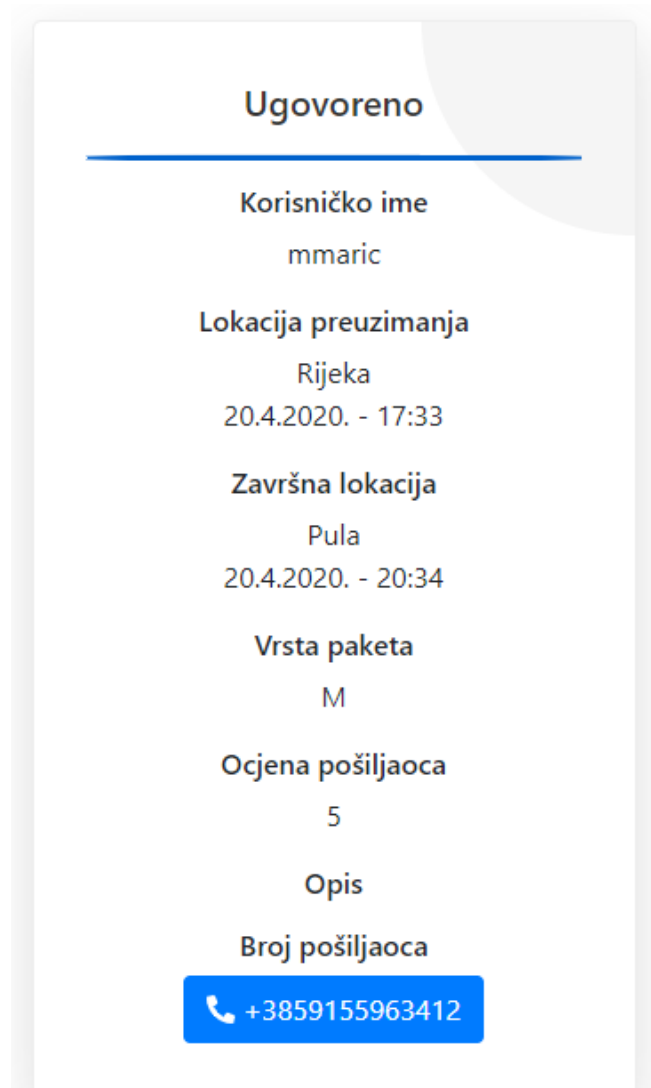 Ugovoreno
Korisničko ime
mmaric
Lokacija preuzimanja
Rijeka
20.4.2020. - 17:33
Završna lokacija
Pula
20.4.2020. - 20:34
Vrsta paketa
M
Ocjena pošiljaoca
5
Opis
Broj pošiljaoca
+3859155963412